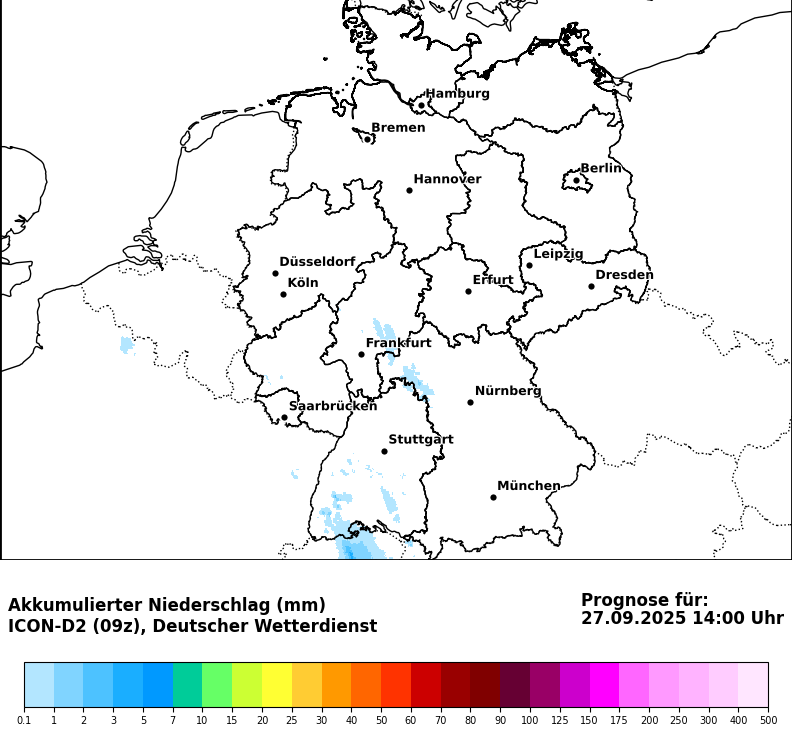 Hamburg
Bremen
Berlin
Hannover
Leipzig
Düsseldorf
Dresden
Köln
Erfurt
Frankfurt
Nürnberg
Saarbrücken
Stuttgart
München
Akkumulierter Niederschlag (mm)
ICON-D2 (09z), Deutscher Wetterdienst
Prognose für:
27.09.2025 14:00 Uhr
0.1 1 2 3 5 7 10 15 20 25 30 40 50 60 70 80 90 100 125 150 175 200 250 300 400 500